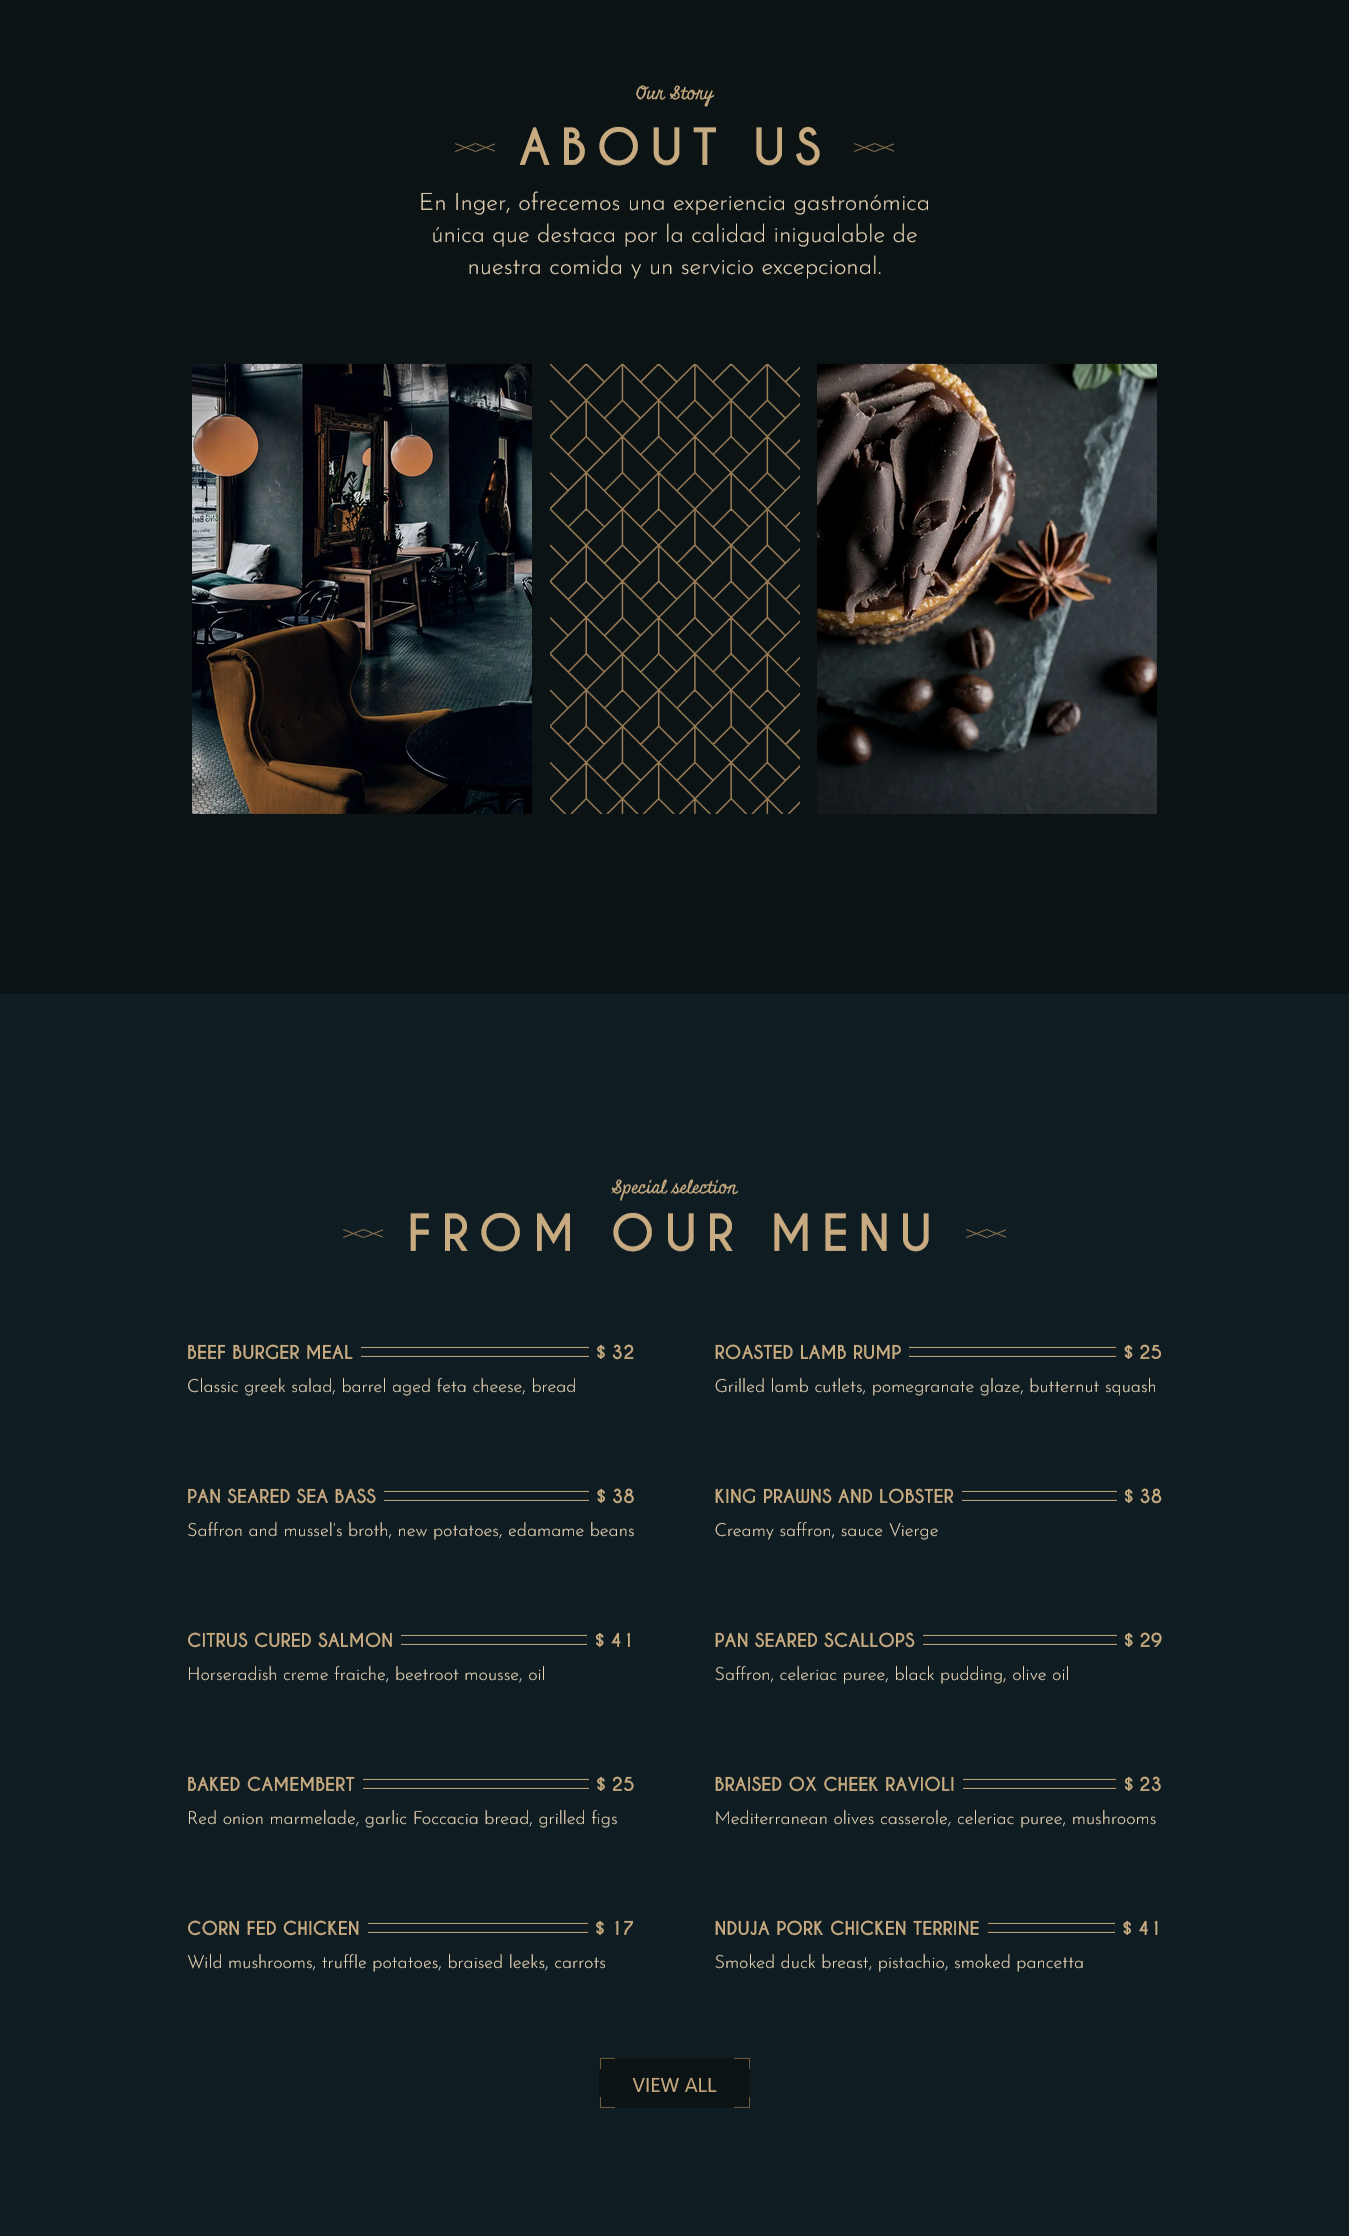 Our Story
ABOUT US
En Inger, ofrecemos una experiencia gastronómica
única que destaca por la calidad inigualable de
nuestra comida y un servicio excepcional.
Special selection
FROM OUR MENU
BEEF BURGER MEAL $ 32
Classic greek salad, barrel aged feta cheese, bread
ROASTED LAMB RUMP $ 25
Grilled lamb cutlets, pomegranate glaze, butternut squash
PAN SEARED SEA BASS $ 38
Saffron and mussel's broth, new potatoes, edamame beans
KING PRAWNS AND LOBSTER $ 38
Creamy saffron, sauce Vierge
CITRUS CURED SALMON $ 41
Horseradish creme fraiche, beetroot mousse, oil
PAN SEARED SCALLOPS $ 29
Saffron, celeriac puree, black pudding, olive oil
BAKED CAMEMBERT $ 25
Red onion marmelade, garlic Foccacia bread, grilled figs
BRAISED OX CHEEK RAVIOLI $ 23
Mediterranean olives casserole, celeriac puree, mushrooms
CORN FED CHICKEN $ 17
Wild mushrooms, truffle potatoes, braised leeks, carrots
NDUJA PORK CHICKEN TERRINE $ 41
Smoked duck breast, pistachio, smoked pancetta
VIEW ALL